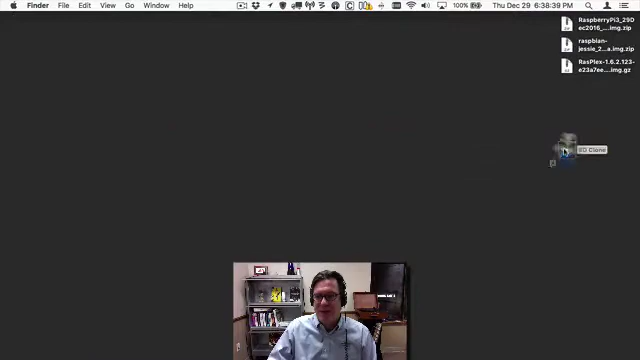 Finder File Edit View Go Window Help
100% Thu Dec 29 6:38:39 PM
RaspberryPi3_29D
ec2016_....img.zip
raspbian-
jessie_2...a.img.zip
RasPlex-1.6.2.123-
e23a7ee....img.gz
SD Clone